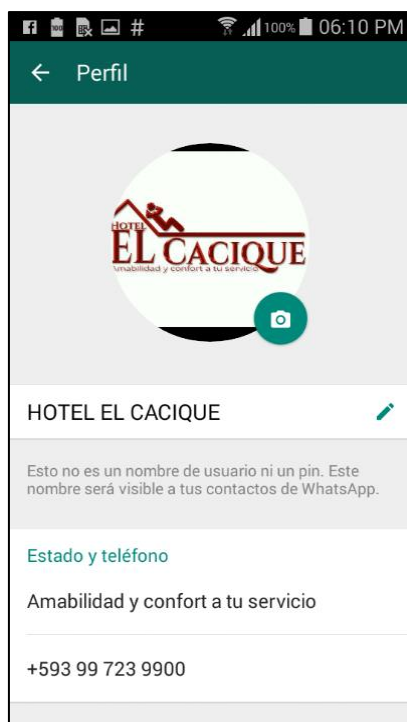 # 100% 06:10 PM
Perfil
HOTEL
EL CACIQUE
Amabilidad y confort a tu servicio
HOTEL EL CACIQUE
Esto no es un nombre de usuario ni un pin. Este
nombre será visible a tus contactos de WhatsApp.
Estado y teléfono
Amabilidad y confort a tu servicio
+593 99 723 9900